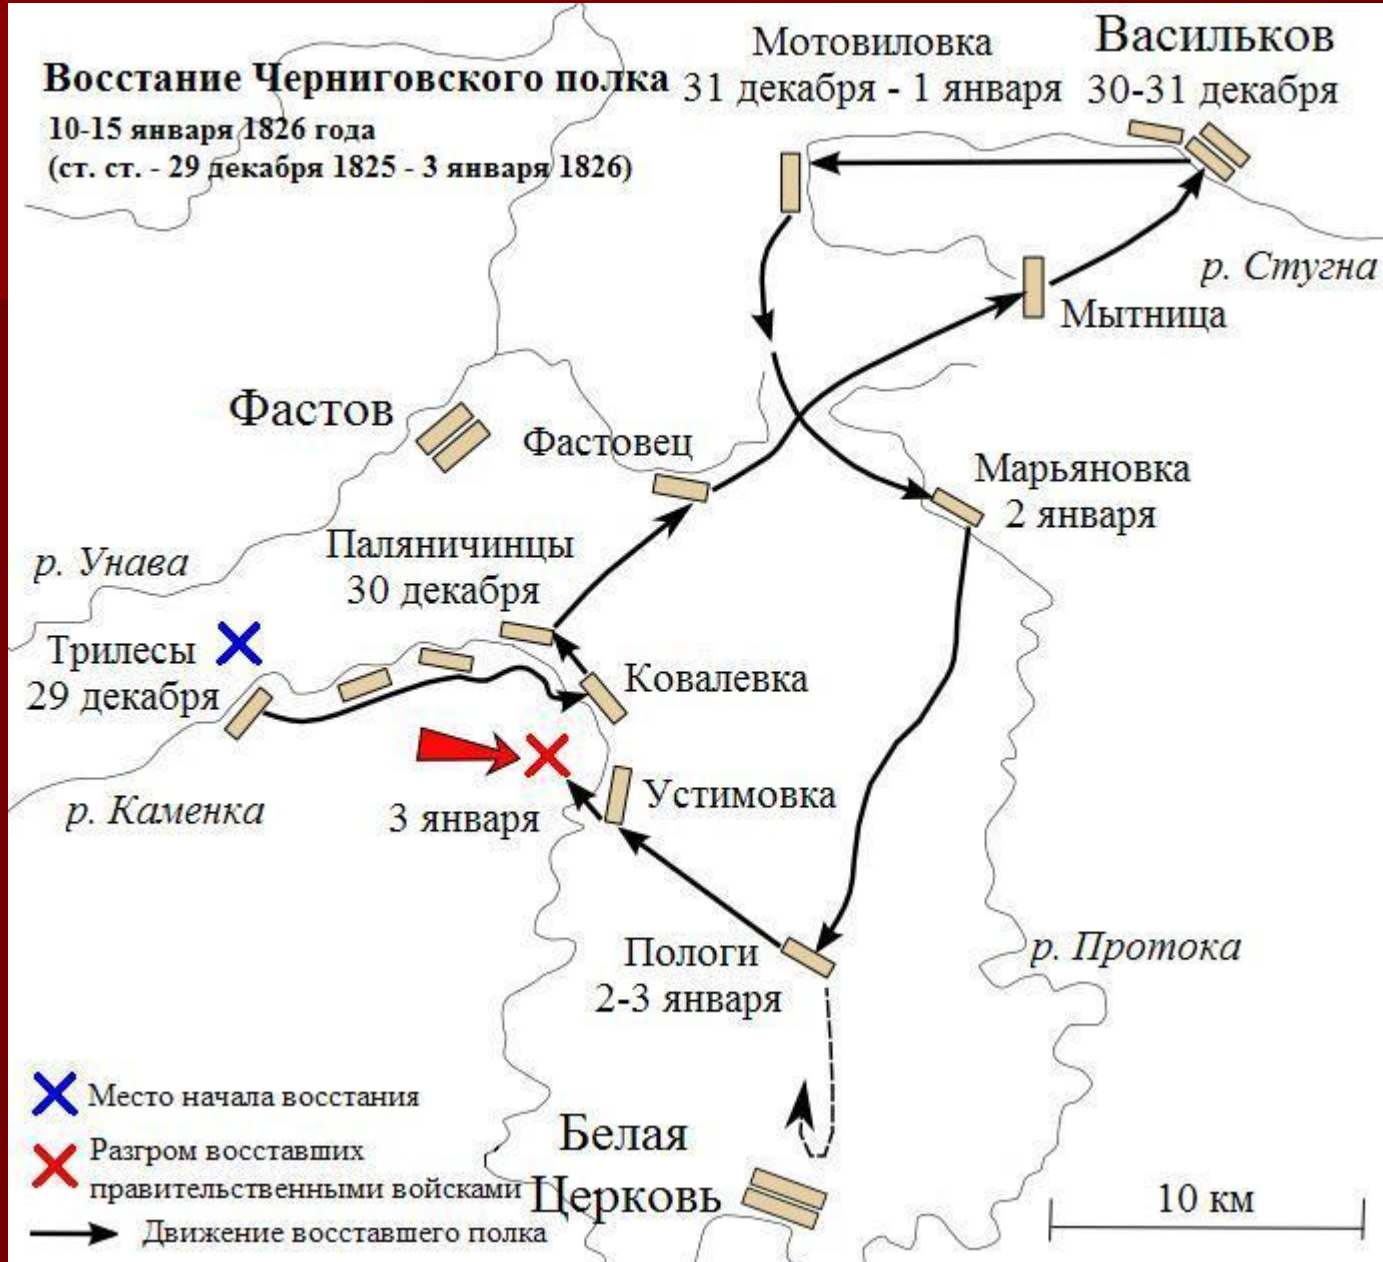 Восстание Черниговского полка
10-15 января 1826 года
(ст. ст. - 29 декабря 1825 - 3 января 1826)
Мотовиловка
31 декабря - 1 января
Васильков
30-31 декабря
р. Стугна
Мытница
Фастов
Фастовец
Марьяновка
2 января
р. Унава
Паляничинцы
30 декабря
Трилесы
29 декабря
Ковалевка
р. Каменка
3 января
Устимовка
Пологи
2-3 января
р. Протока
Белая
Церковь
Место начала восстания
Разгром восставших
правительственными войсками
Движение восставшего полка
10 км